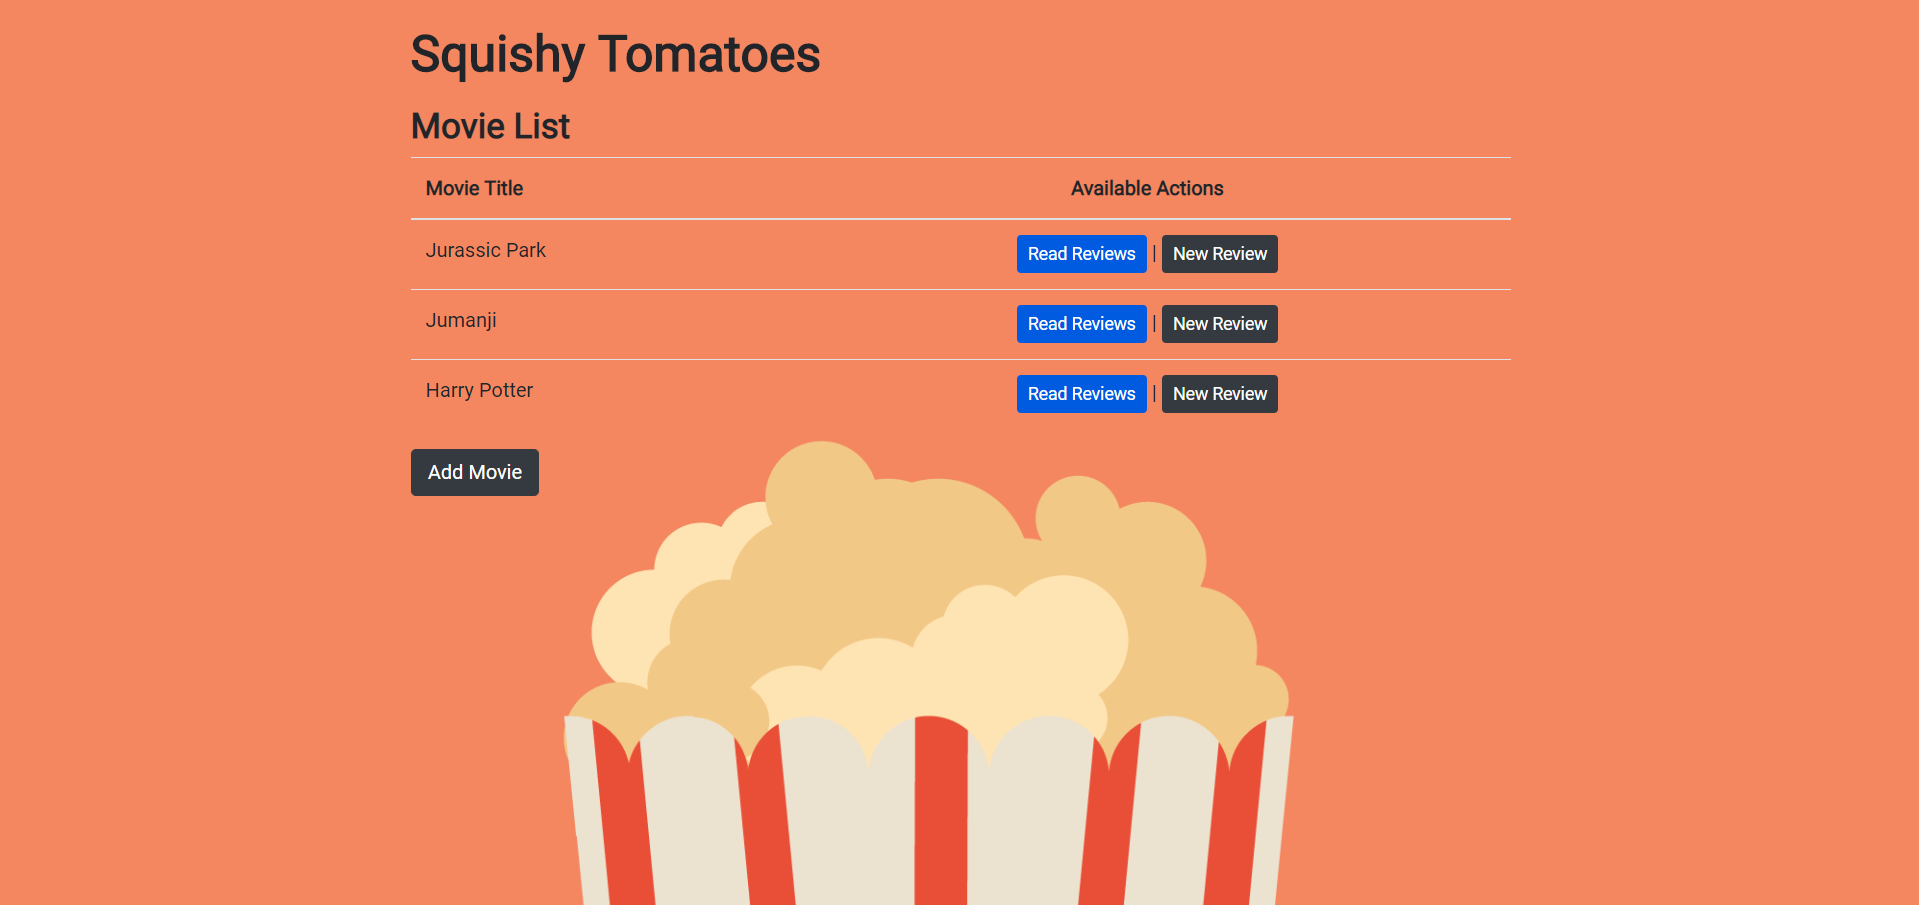 Squishy Tomatoes
Movie List
Movie Title Available Actions
Jurassic Park Read Reviews | New Review
Jumanji Read Reviews | New Review
Harry Potter Read Reviews | New Review
Add Movie